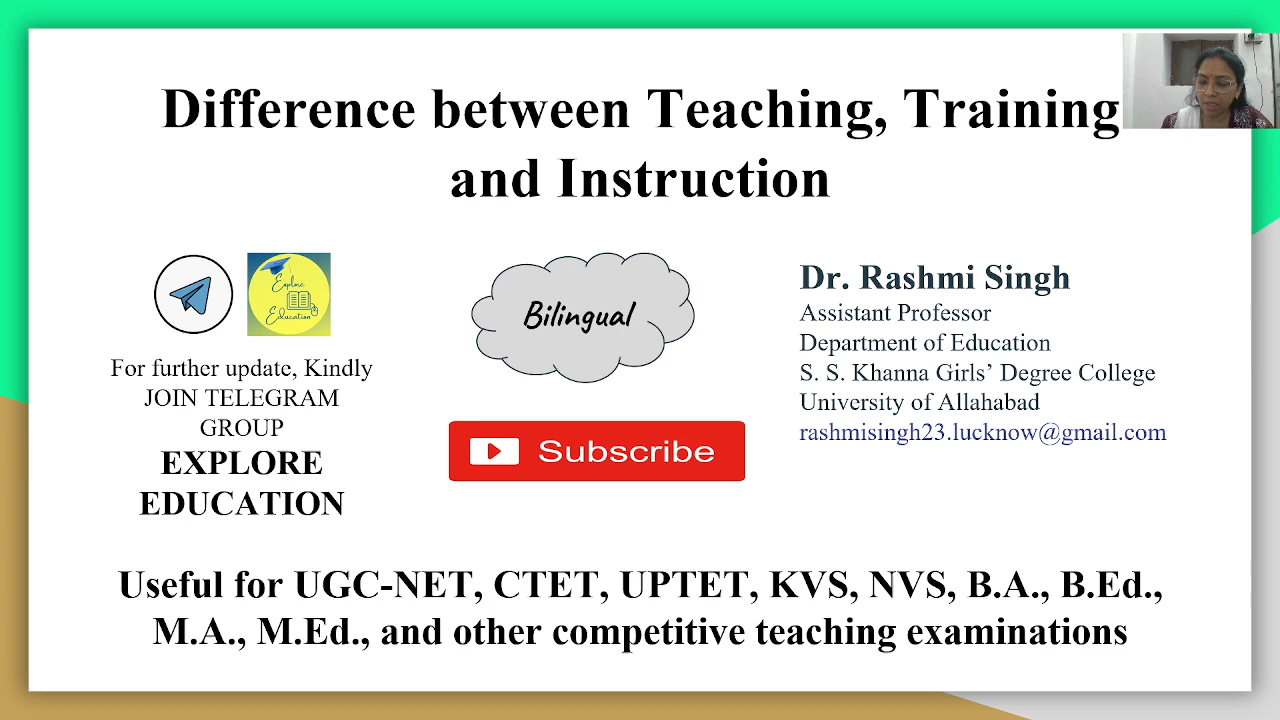 Difference between Teaching, Training
and Instruction
Explore
Education
For further update, Kindly
JOIN TELEGRAM
GROUP
EXPLORE
EDUCATION
Bilingual
Subscribe
Dr. Rashmi Singh
Assistant Professor
Department of Education
S. S. Khanna Girls’ Degree College
University of Allahabad
rashmisingh23.lucknow@gmail.com
Useful for UGC-NET, CTET, UPTET, KVS, NVS, B.A., B.Ed.,
M.A., M.Ed., and other competitive teaching examinations